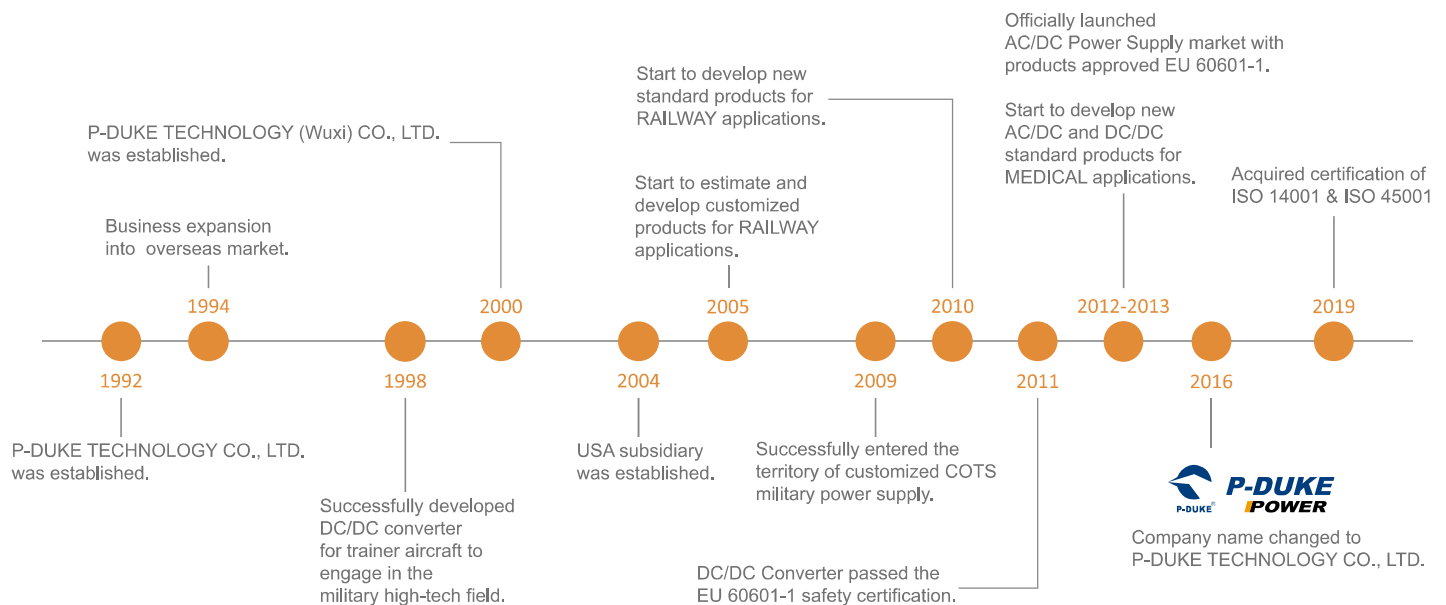 1992
P-DUKE TECHNOLOGY CO., LTD.
was established.
Business expansion
into overseas market.
1994
1998
Successfully developed
DC/DC converter
for trainer aircraft to
engage in the
military high-tech field.
P-DUKE TECHNOLOGY (Wuxi) CO., LTD.
was established.
2000
2004
USA subsidiary
was established.
Start to estimate and
develop customized
products for RAILWAY
applications.
2005
2009
Successfully entered the
territory of customized COTS
military power supply.
Start to develop new
standard products for
RAILWAY applications.
2010
2011
DC/DC Converter passed the
EU 60601-1 safety certification.
Officially launched
AC/DC Power Supply market with
products approved EU 60601-1.
Start to develop new
AC/DC and DC/DC
standard products for
MEDICAL applications.
2012-2013
2016
P-DUKE®
P-DUKE
POWER
Company name changed to
P-DUKE TECHNOLOGY CO., LTD.
Acquired certification of
ISO 14001 & ISO 45001
2019